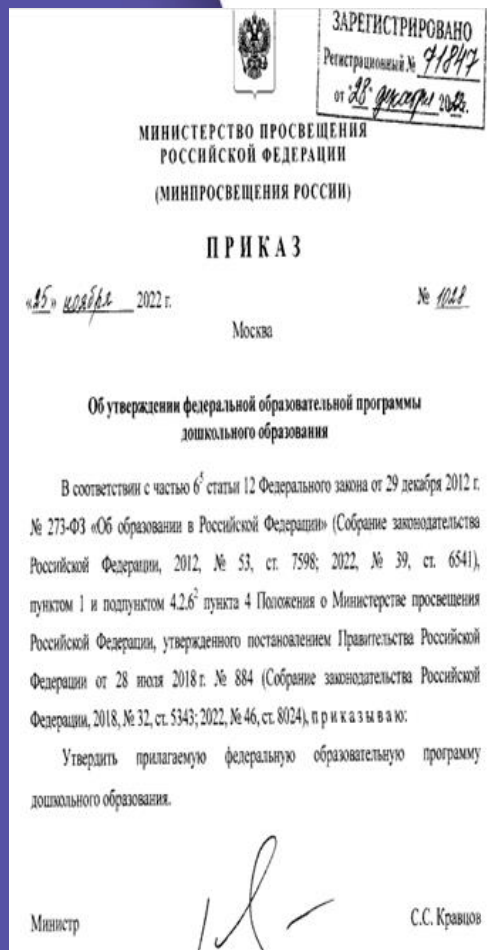 ЗАРЕГИСТРИРОВАНО
Регистрационный № 71847
от "28" декабря 2022.
МИНИСТЕРСТВО ПРОСВЕЩЕНИЯ
РОССИЙСКОЙ ФЕДЕРАЦИИ
(МИНПРОСВЕЩЕНИЯ РОССИИ)
ПРИКАЗ
«25» ноября 2022 г.
№ 1028
Москва
Об утверждении федеральной образовательной программы
дошкольного образования
В соответствии с частью 6⁵ статьи 12 Федерального закона от 29 декабря 2012 г.
№ 273-ФЗ «Об образовании в Российской Федерации» (Собрание законодательства
Российской Федерации, 2012, № 53, ст. 7598; 2022, № 39, ст. 6541),
пунктом 1 и подпунктом 4.2.6² пункта 4 Положения о Министерстве просвещения
Российской Федерации, утвержденного постановлением Правительства Российской
Федерации от 28 июля 2018 г. № 884 (Собрание законодательства Российской
Федерации, 2018, № 32, ст. 5343; 2022, № 46, ст. 8024), п р и к а з ы в а ю:
Утвердить прилагаемую федеральную образовательную программу
дошкольного образования.
Министр
С.С. Кравцов